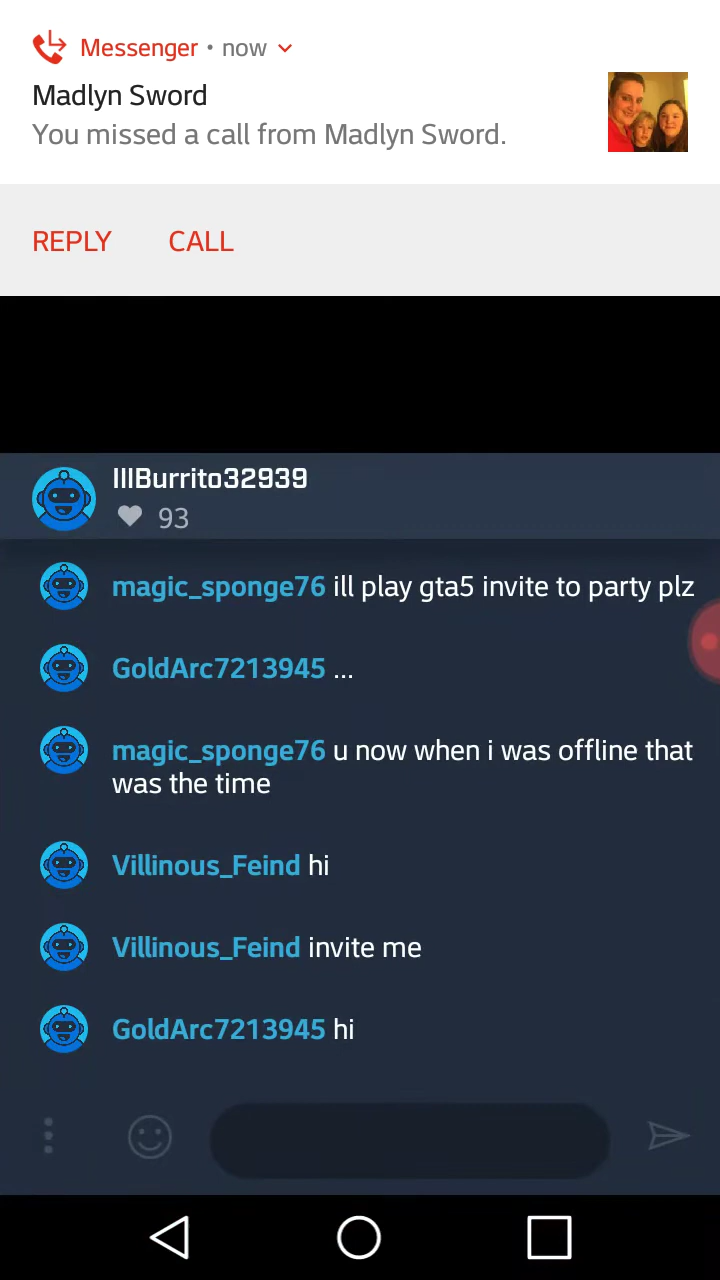 Messenger • now
Madlyn Sword
You missed a call from Madlyn Sword.
REPLY CALL
IIIBurrito32939
93
magic_sponge76 ill play gta5 invite to party plz
GoldArc7213945 ...
magic_sponge76 u now when i was offline that
was the time
Villinous_Feind hi
Villinous_Feind invite me
GoldArc7213945 hi